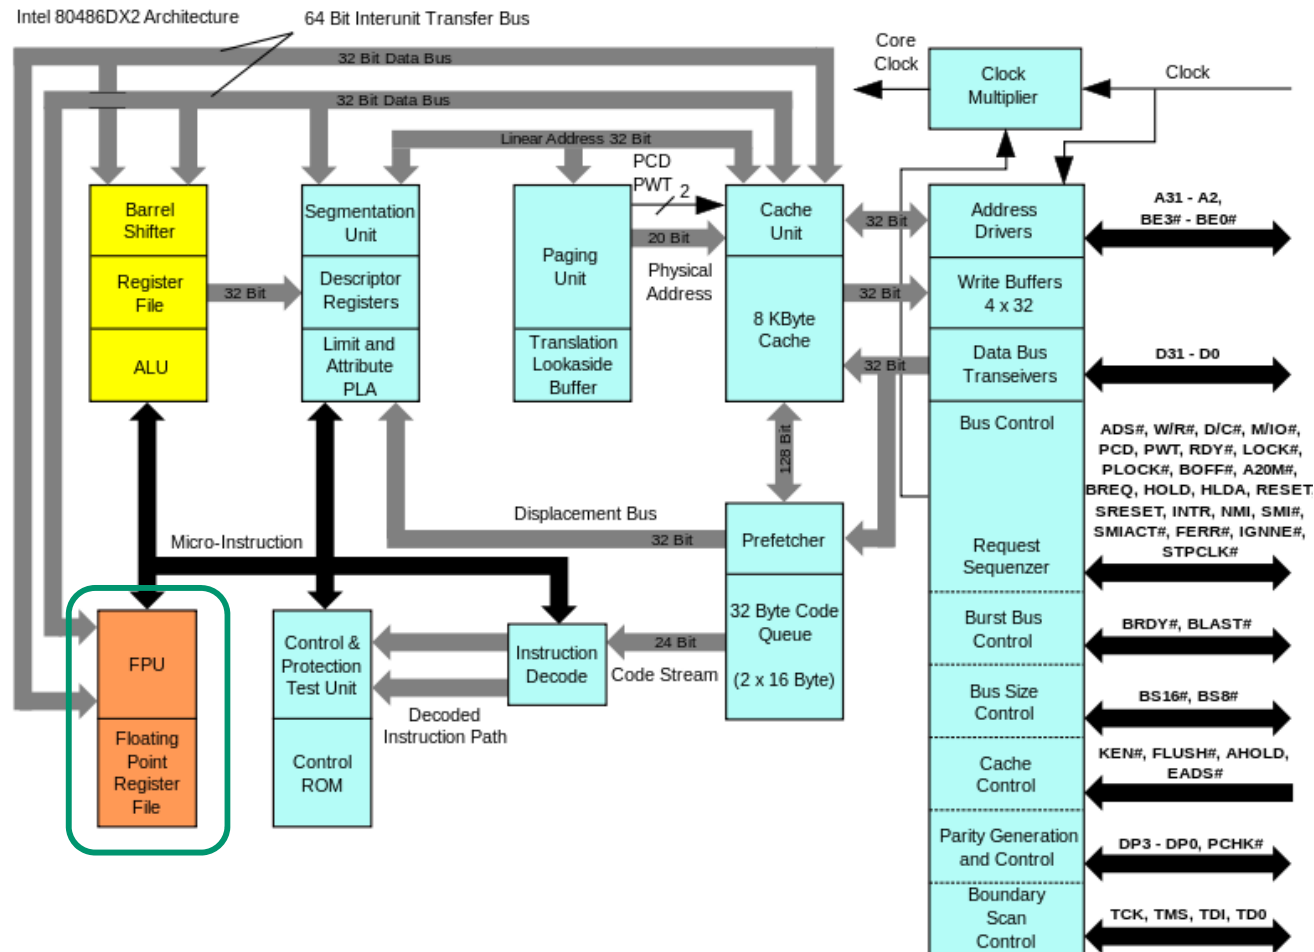 Intel 80486DX2 Architecture
64 Bit Interunit Transfer Bus
32 Bit Data Bus
32 Bit Data Bus
Linear Address 32 Bit
Core
Clock
Clock
Multiplier
Clock
PCD
PWT
2
Barrel
Shifter
Register
File
ALU
32 Bit
Segmentation
Unit
Descriptor
Registers
Limit and
Attribute
PLA
Paging
Unit
Translation
Lookaside
Buffer
20 Bit
Physical
Address
Cache
Unit
8 KByte
Cache
32 Bit
32 Bit
32 Bit
128 Bit
Address
Drivers
Write Buffers
4 x 32
Data Bus
Transeivers
Bus Control
Request
Sequenzer
Burst Bus
Control
Bus Size
Control
Cache
Control
Parity Generation
and Control
Boundary
Scan
Control
A31 - A2,
BE3# - BE0#
D31 - D0
ADS#, W/R#, D/C#, M/IO#,
PCD, PWT, RDY#, LOCK#,
PLOCK#, BOFF#, A20M#,
BREQ, HOLD, HLDA, RESET,
SRESET, INTR, NMI, SMI#,
SMIACT#, FERR#, IGNNE#,
STPCLK#
BRDY#, BLAST#
BS16#, BS8#
KEN#, FLUSH#, AHOLD,
EADS#
DP3 - DP0, PCHK#
TCK, TMS, TDI, TD0
Displacement Bus
32 Bit
Micro-Instruction
Prefetcher
32 Byte Code
Queue
(2 x 16 Byte)
24 Bit
Code Stream
Instruction
Decode
Decoded
Instruction Path
Control &
Protection
Test Unit
Control
ROM
FPU
Floating
Point
Register
File